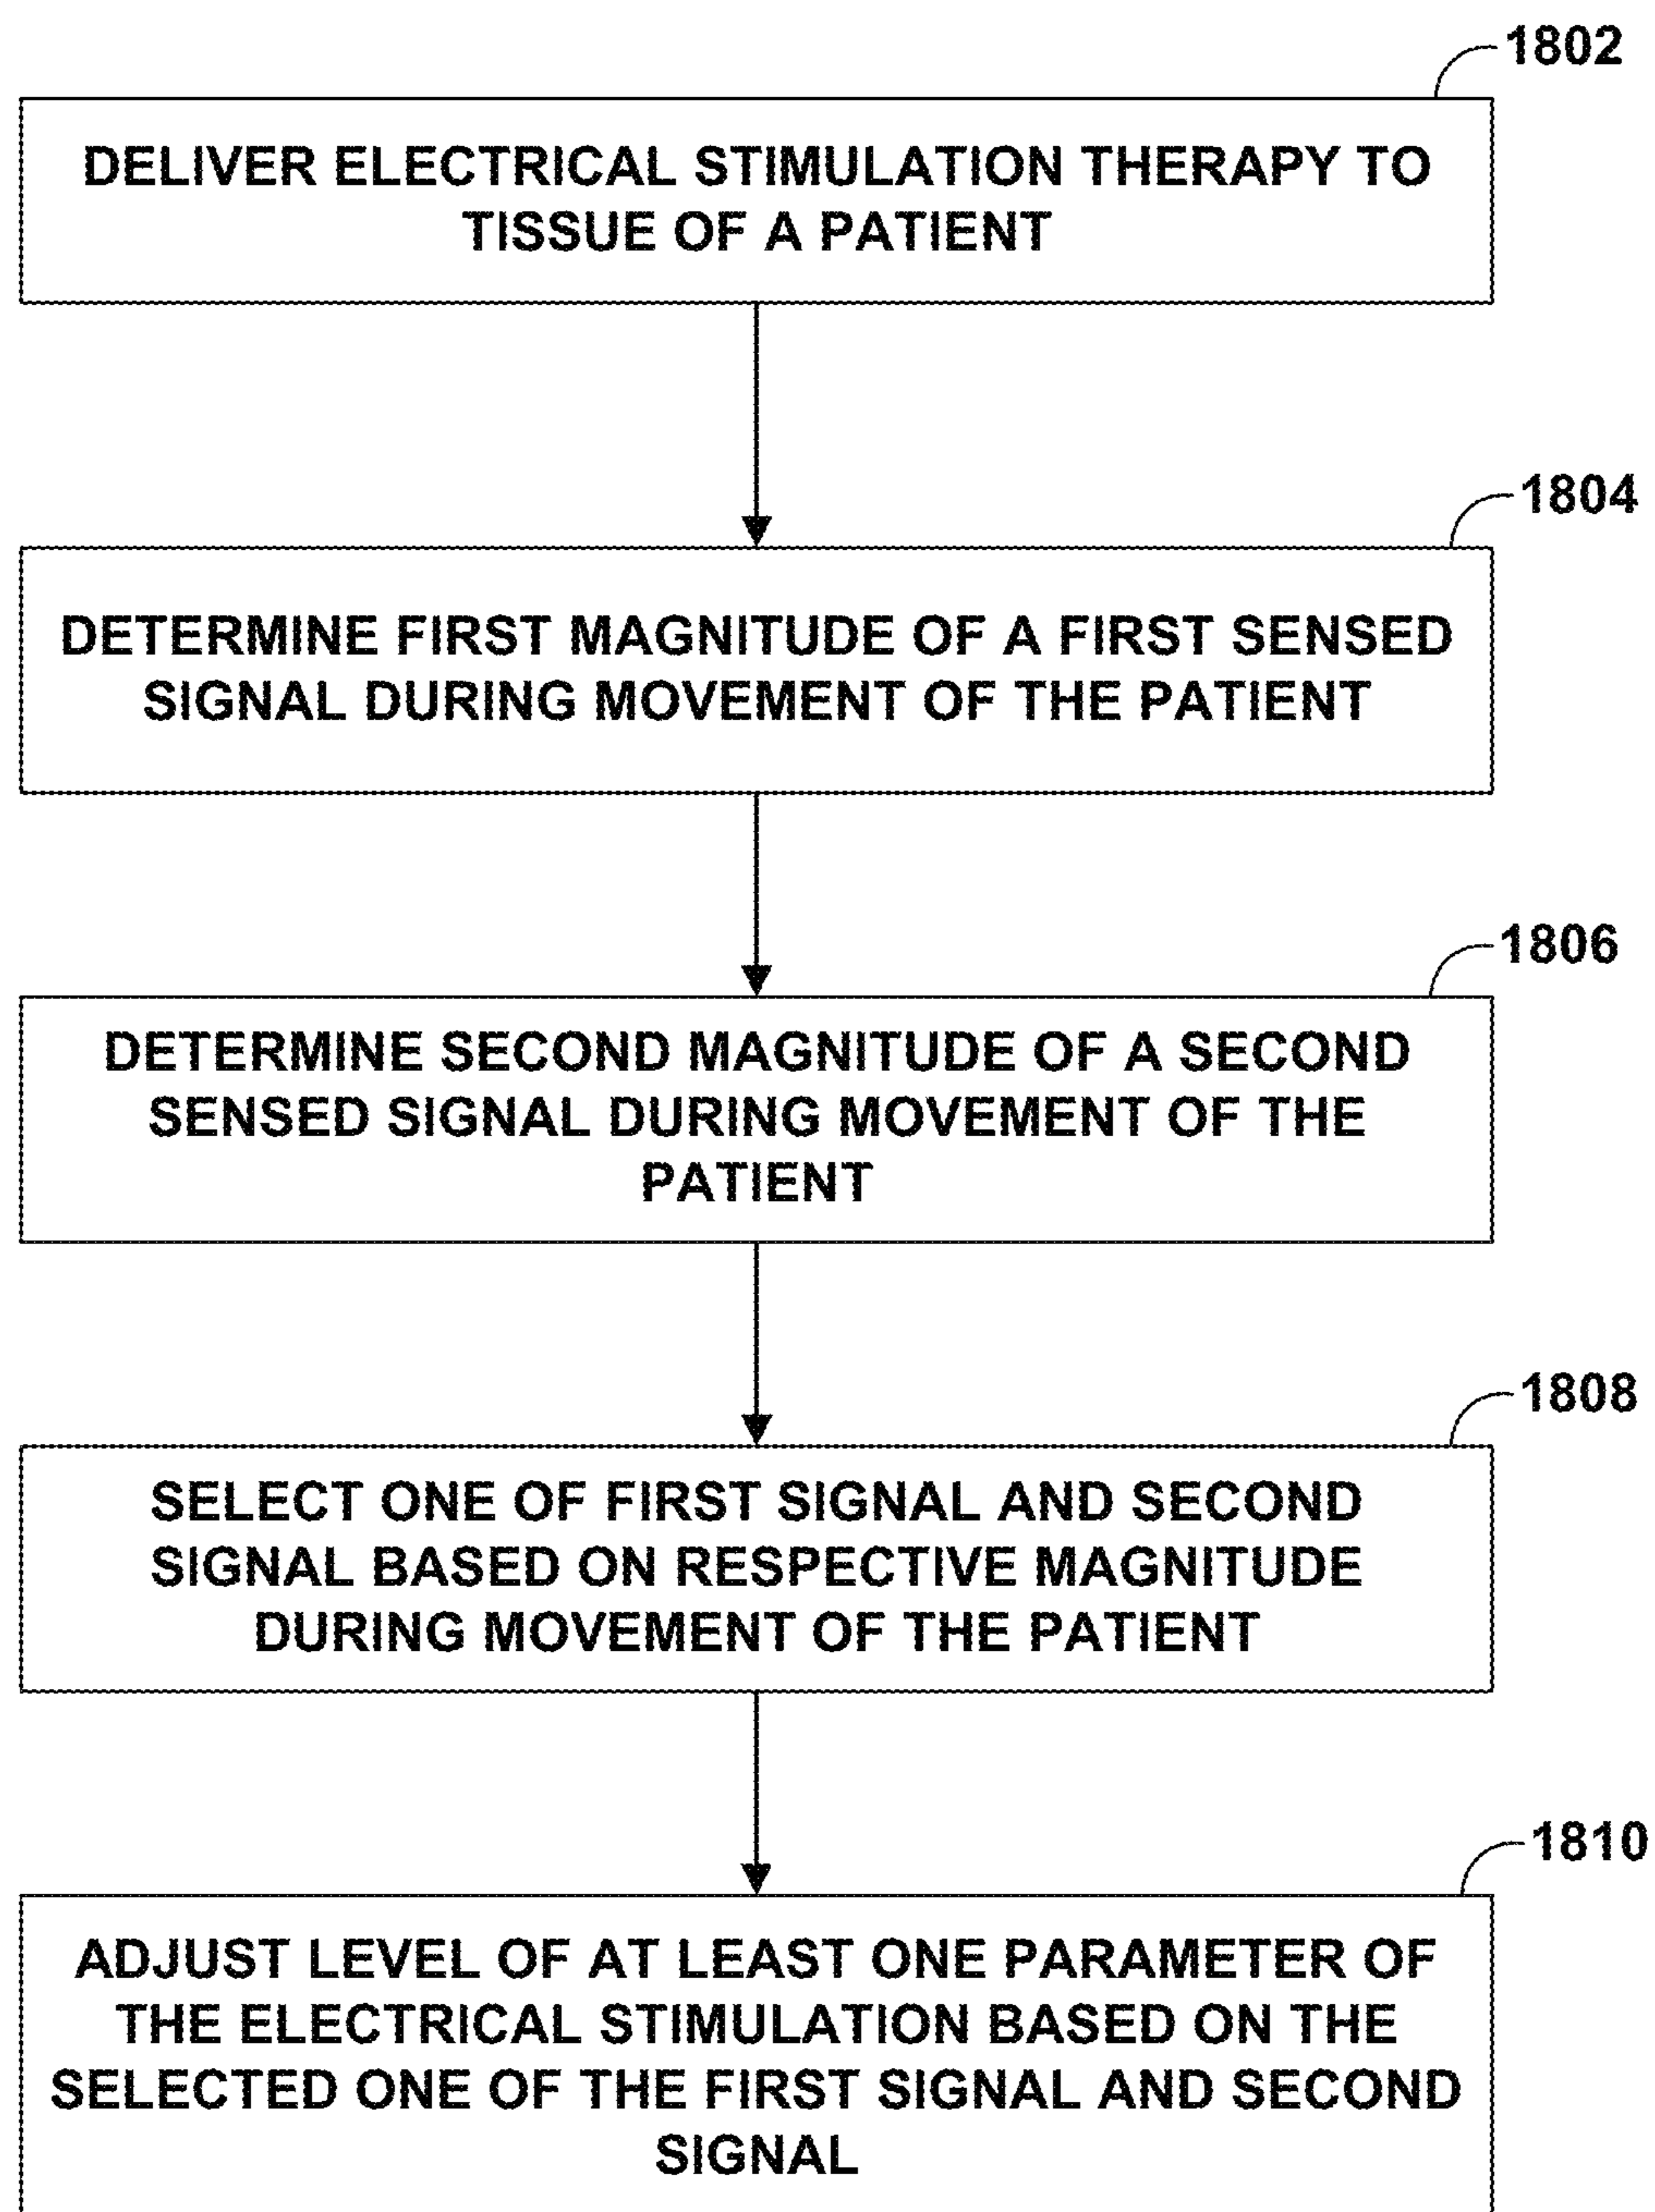 1802
DELIVER ELECTRICAL STIMULATION THERAPY TO
TISSUE OF A PATIENT
1804
DETERMINE FIRST MAGNITUDE OF A FIRST SENSED
SIGNAL DURING MOVEMENT OF THE PATIENT
1806
DETERMINE SECOND MAGNITUDE OF A SECOND
SENSED SIGNAL DURING MOVEMENT OF THE
PATIENT
1808
SELECT ONE OF FIRST SIGNAL AND SECOND
SIGNAL BASED ON RESPECTIVE MAGNITUDE
DURING MOVEMENT OF THE PATIENT
1810
ADJUST LEVEL OF AT LEAST ONE PARAMETER OF
THE ELECTRICAL STIMULATION BASED ON THE
SELECTED ONE OF THE FIRST SIGNAL AND SECOND
SIGNAL